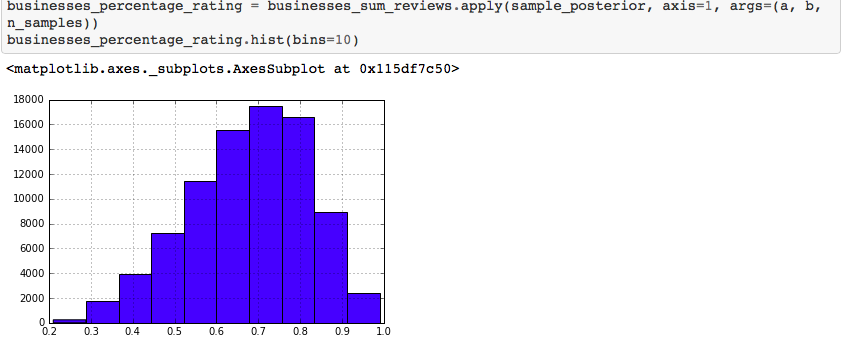 businesses_percentage_rating = businesses_sum_reviews.apply(sample_posterior, axis=1, args=(a, b,
n_samples))
businesses_percentage_rating.hist(bins=10)
<matplotlib.axes._subplots.AxesSubplot at 0x115df7c50>
18000
16000
14000
12000
10000
8000
6000
4000
2000
0
0.2 0.3 0.4 0.5 0.6 0.7 0.8 0.9 1.0